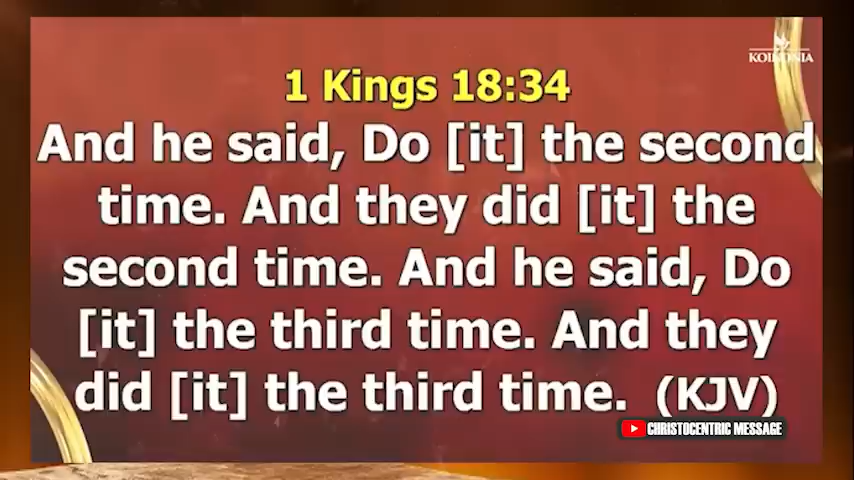 KOINONIA
1 Kings 18:34
And he said, Do [it] the second
time. And they did [it] the
second time. And he said, Do
[it] the third time. And they
did [it] the third time. (KJV)
CHRISTOCENTRIC MESSAGE